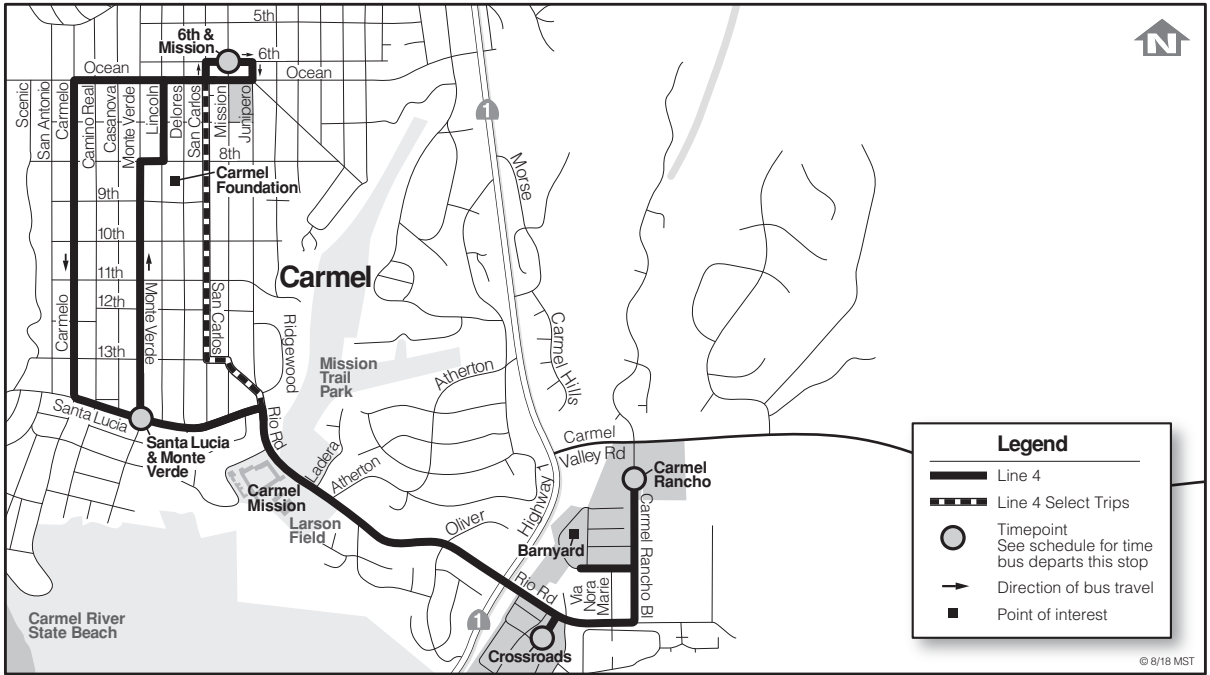 5th
6th &
Mission
6th
Ocean
Ocean
N
Scenic
San Antonio
Carmelo
Camino Real
Casanova
Monte Verde
Lincoln
Delores
San Carlos
Mission
Junipero
1
8th
Carmel
Foundation
Morse
9th
10th
11th
Carmel
12th
13th
Carmelo
Monte Verde
San Carlos
Ridgewood
Mission
Trail
Park
Atherton
Carmel Hills
Santa Lucia
Santa Lucia
& Monte
Verde
Rio Rd
Ladera
Atherton
Carmel
Mission
Larson
Field
Oliver
Highway 1
Carmel
Valley Rd
Carmel
Rancho
Carmel Rancho Bl
Barnyard
Via
Nora
Marie
Rio Rd
1
Crossroads
Carmel River
State Beach
Legend
Line 4
Line 4 Select Trips
Timepoint
See schedule for time
bus departs this stop
Direction of bus travel
Point of interest
© 8/18 MST